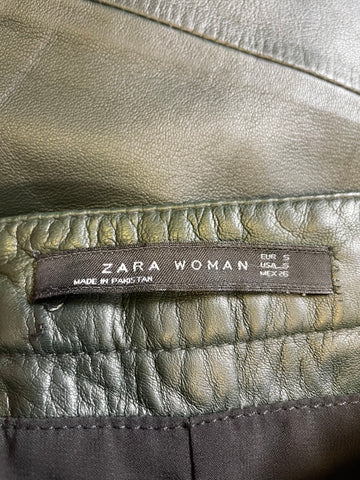 ZARA WOMAN
MADE IN PAKISTAN
EUR S
USA S
MEX 26